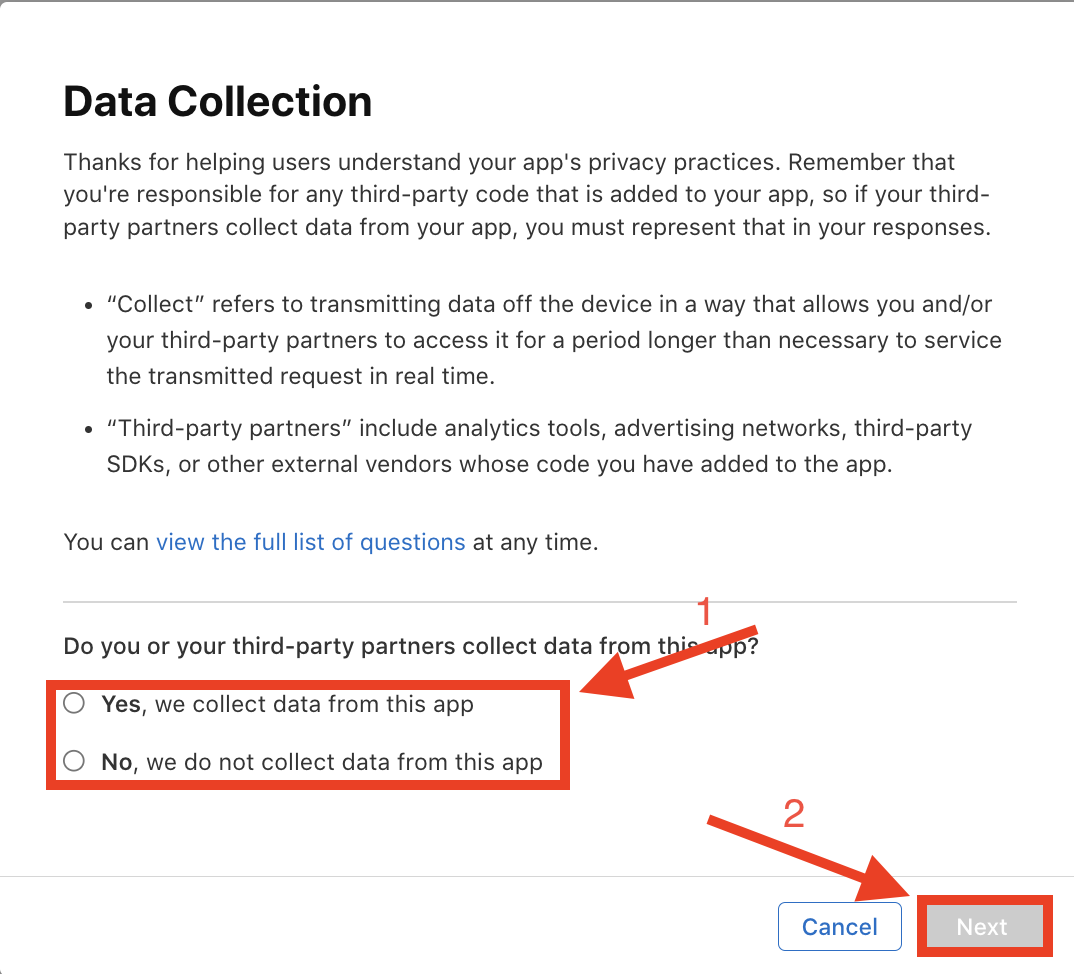 Data Collection
Thanks for helping users understand your app's privacy practices. Remember that
you're responsible for any third-party code that is added to your app, so if your third-
party partners collect data from your app, you must represent that in your responses.
• “Collect” refers to transmitting data off the device in a way that allows you and/or
your third-party partners to access it for a period longer than necessary to service
the transmitted request in real time.
• “Third-party partners” include analytics tools, advertising networks, third-party
SDKs, or other external vendors whose code you have added to the app.
You can view the full list of questions at any time.
1
Do you or your third-party partners collect data from this app?
Yes, we collect data from this app
No, we do not collect data from this app
2
Cancel Next